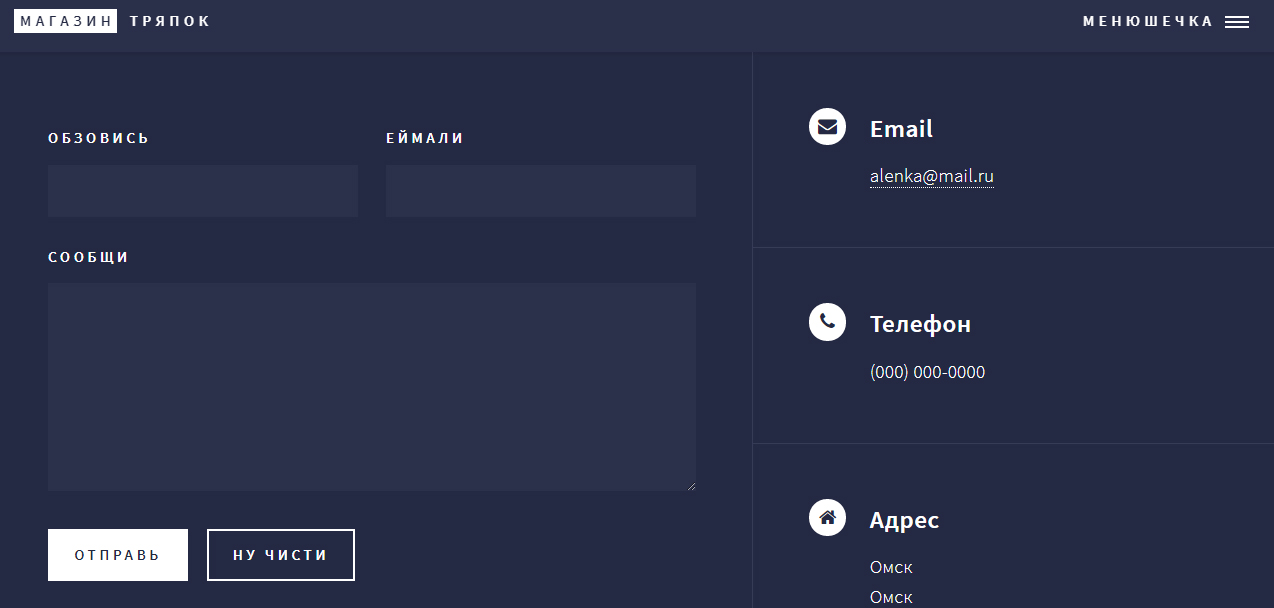 МАГАЗИН ТРЯПОК
МЕНЮШЕЧКА
ОБЗОВИСЬ
ЕЙМАЛИ
СООБЩИ
ОТПРАВЬ
НУ ЧИСТИ
Email
alenka@mail.ru
Телефон
(000) 000-0000
Адрес
Омск
Омск